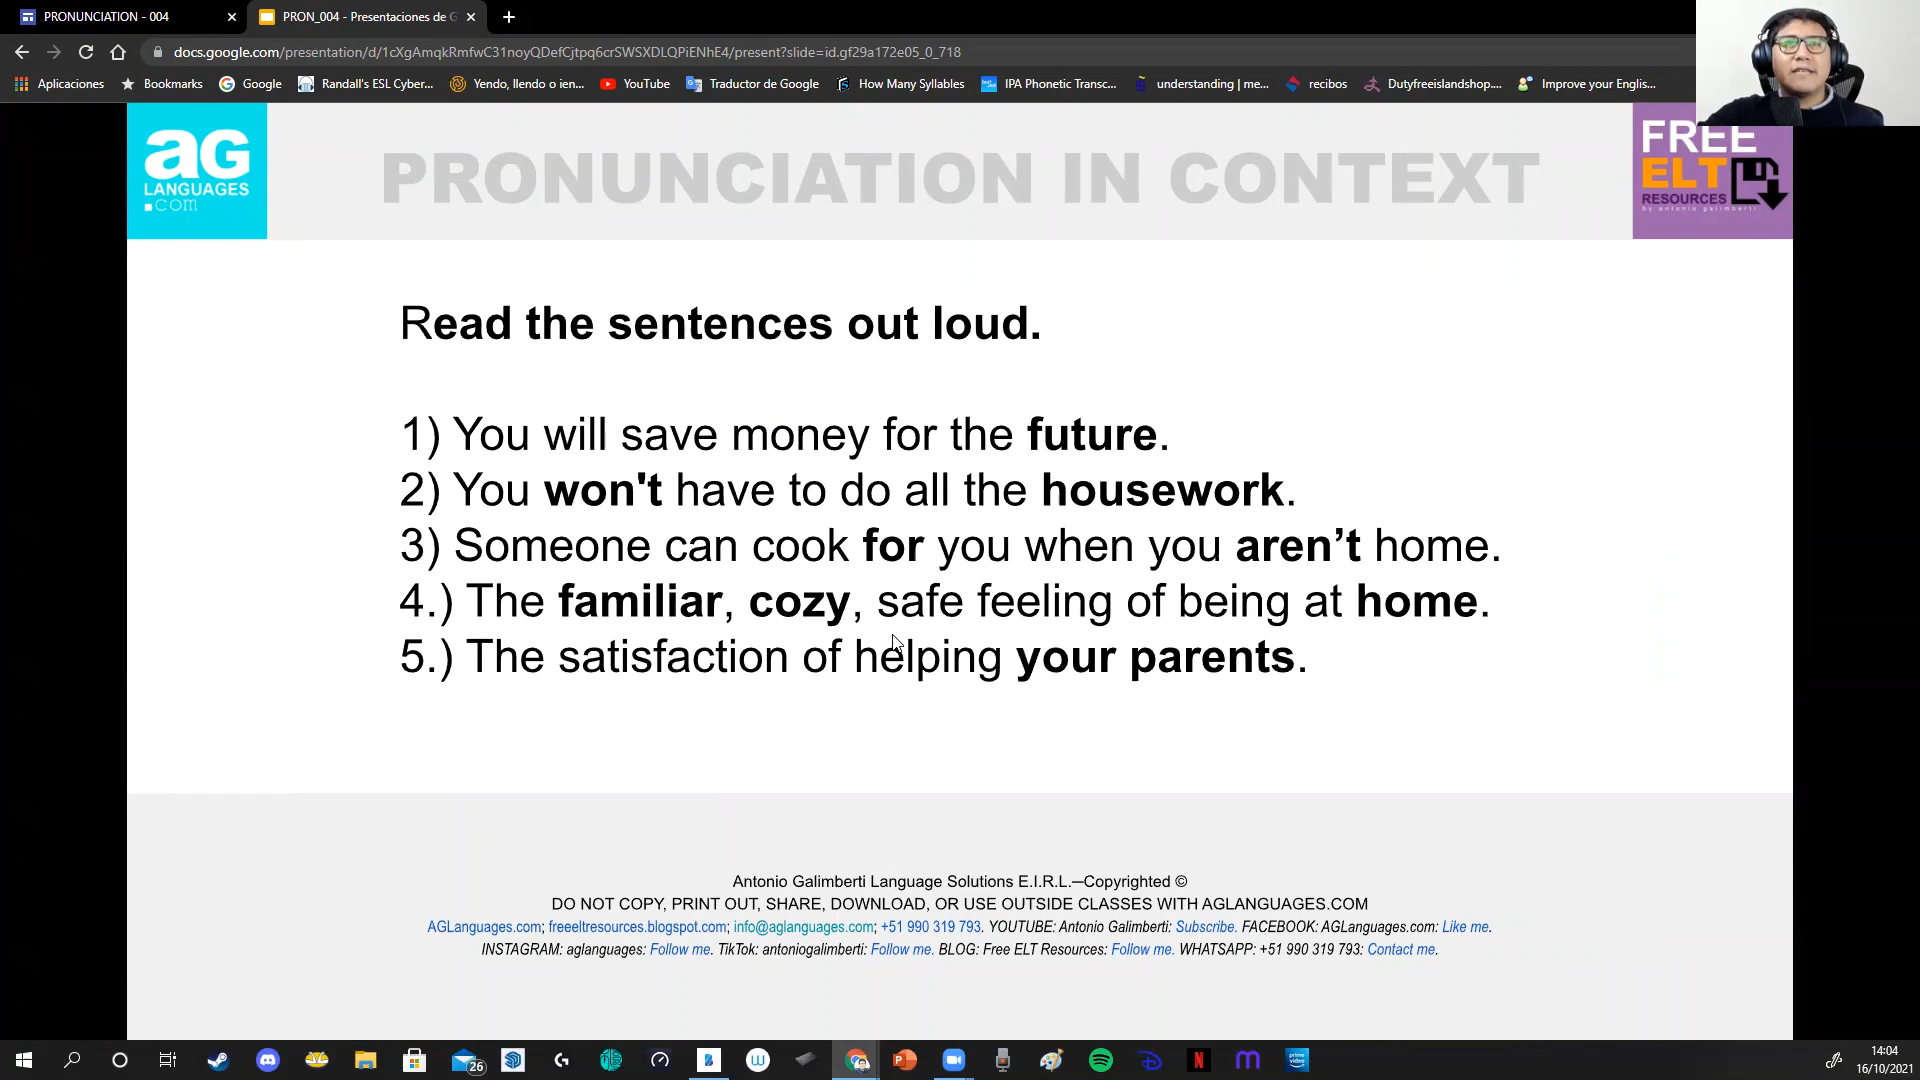 PRONUNCIATION - 004
PRON_004 - Presentaciones de G
docs.google.com/presentation/d/1cXgAmqkRmfwC31noyQDefCjtpq6crSWSXDLQPiENhE4/present?slide=id.gf29a172e05_0_718
Aplicaciones Bookmarks Google Randall's ESL Cyber... Yendo, llendo o ien... YouTube Traductor de Google How Many Syllables IPA Phonetic Transc... understanding | me... recibos Dutyfreeislandshop.... Improve your Englis...
aG
LANGUAGES
.com
PRONUNCIATION IN CONTEXT
FREE
ELT
RESOURCES
by antonio galimberti
Read the sentences out loud.
1) You will save money for the future.
2) You won't have to do all the housework.
3) Someone can cook for you when you aren’t home.
4.) The familiar, cozy, safe feeling of being at home.
5.) The satisfaction of helping your parents.
Antonio Galimberti Language Solutions E.I.R.L.—Copyrighted ©
DO NOT COPY, PRINT OUT, SHARE, DOWNLOAD, OR USE OUTSIDE CLASSES WITH AGLANGUAGES.COM
AGLanguages.com; freeeltresources.blogspot.com; info@aglanguages.com; +51 990 319 793. YOUTUBE: Antonio Galimberti: Subscribe. FACEBOOK: AGLanguages.com: Like me.
INSTAGRAM: aglanguages: Follow me. TikTok: antoniogalimberti: Follow me. BLOG: Free ELT Resources: Follow me. WHATSAPP: +51 990 319 793: Contact me.
26
prime video
14:04
16/10/2021